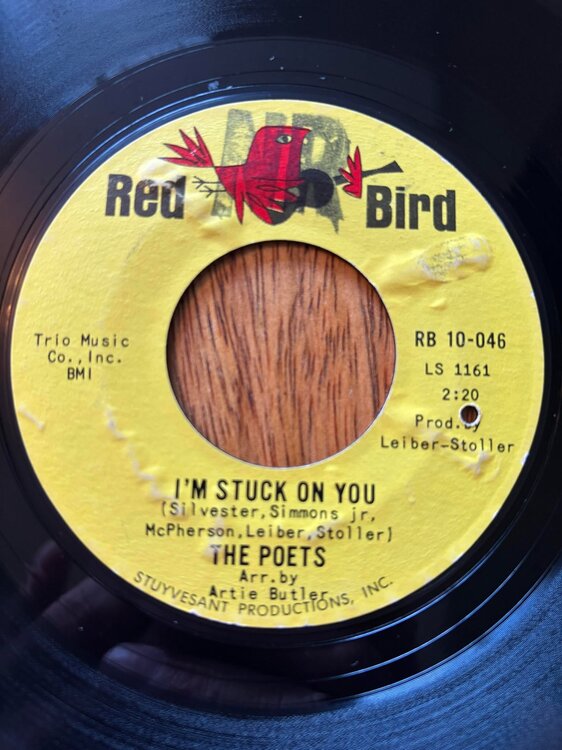 Red Bird
Trio Music
Co.,Inc.
BMI
RB 10-046
LS 1161
2:20
Prod.by
Leiber-Stoller
I'M STUCK ON YOU
(Silvester,Simmons jr,
McPherson,Leiber,Stoller)
THE POETS
Arr.by
Artie Butler
STUYVESANT PRODUCTIONS, INC.